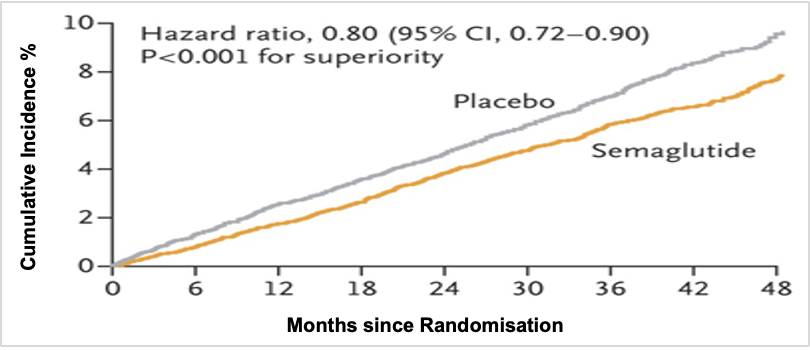 Hazard ratio, 0.80 (95% CI, 0.72–0.90)
P<0.001 for superiority
Cumulative Incidence %
10
8
6
4
2
0
Placebo
Semaglutide
0 6 12 18 24 30 36 42 48
Months since Randomisation